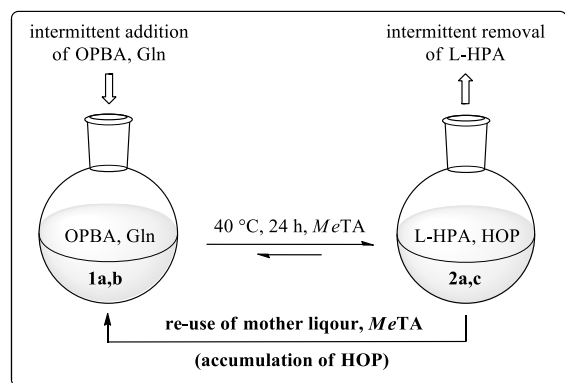 intermittent addition
of OPBA, Gln
intermittent removal
of L-HPA
OPBA, Gln
1a,b
40 °C, 24 h, MeTA
L-HPA, HOP
2a,c
re-use of mother liqour, MeTA
(accumulation of HOP)